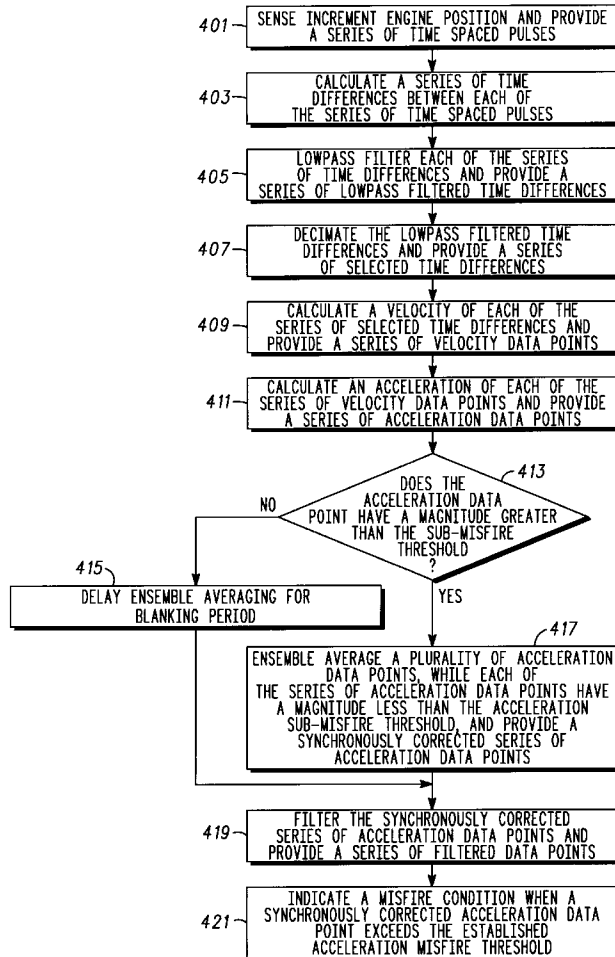 401
SENSE INCREMENT ENGINE POSITION AND PROVIDE
A SERIES OF TIME SPACED PULSES
403
CALCULATE A SERIES OF TIME
DIFFERENCES BETWEEN EACH OF
THE SERIES OF TIME SPACED PULSES
405
LOWPASS FILTER EACH OF THE SERIES
OF TIME DIFFERENCES AND PROVIDE A
SERIES OF LOWPASS FILTERED TIME DIFFERENCES
407
DECIMATE THE LOWPASS FILTERED TIME
DIFFERENCES AND PROVIDE A SERIES
OF SELECTED TIME DIFFERENCES
409
CALCULATE A VELOCITY OF EACH OF THE
SERIES OF SELECTED TIME DIFFERENCES AND
PROVIDE A SERIES OF VELOCITY DATA POINTS
411
CALCULATE AN ACCELERATION OF EACH OF THE
SERIES OF VELOCITY DATA POINTS AND PROVIDE
A SERIES OF ACCELERATION DATA POINTS
413
DOES THE
ACCELERATION DATA
POINT HAVE A MAGNITUDE GREATER
THAN THE SUB-MISFIRE
THRESHOLD
?
NO
YES
415
DELAY ENSEMBLE AVERAGING FOR
BLANKING PERIOD
417
ENSEMBLE AVERAGE A PLURALITY OF ACCELERATION
DATA POINTS, WHILE EACH OF
THE SERIES OF ACCELERATION DATA POINTS HAVE
A MAGNITUDE LESS THAN THE ACCELERATION
SUB-MISFIRE THRESHOLD, AND PROVIDE A
SYNCHRONOUSLY CORRECTED SERIES OF
ACCELERATION DATA POINTS
419
FILTER THE SYNCHRONOUSLY CORRECTED
SERIES OF ACCELERATION DATA POINTS AND
PROVIDE A SERIES OF FILTERED DATA POINTS
421
INDICATE A MISFIRE CONDITION WHEN A
SYNCHRONOUSLY CORRECTED ACCELERATION DATA
POINT EXCEEDS THE ESTABLISHED
ACCELERATION MISFIRE THRESHOLD